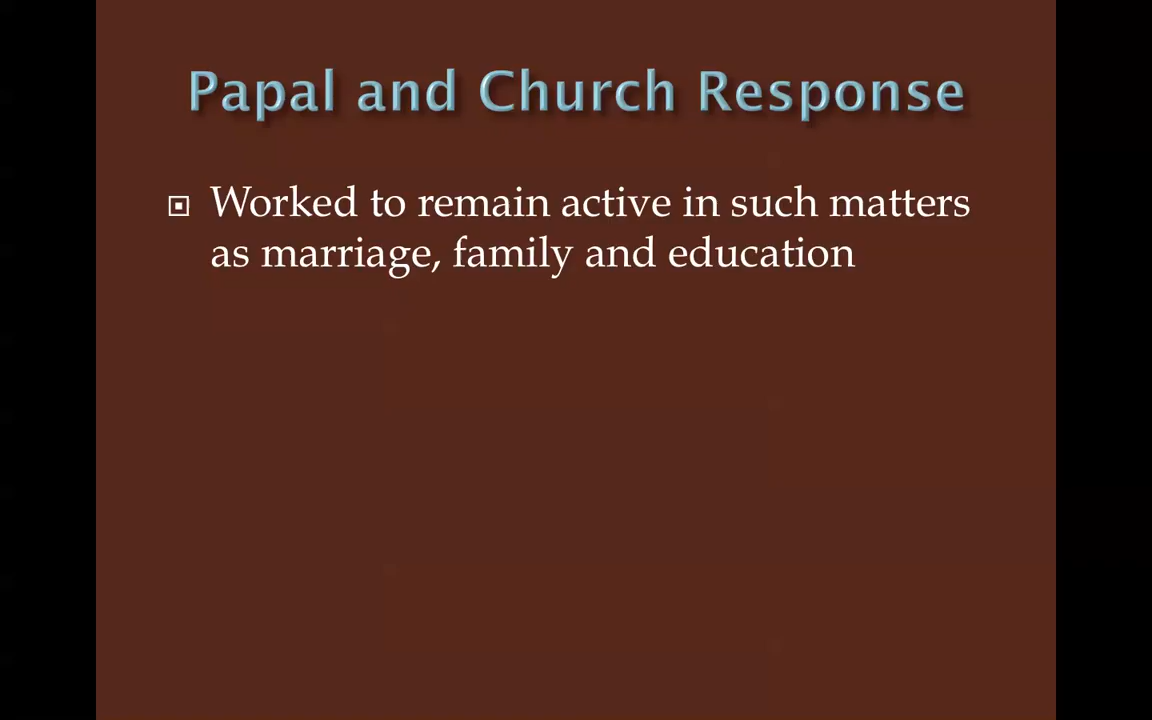 Papal and Church Response
Worked to remain active in such matters
as marriage, family and education